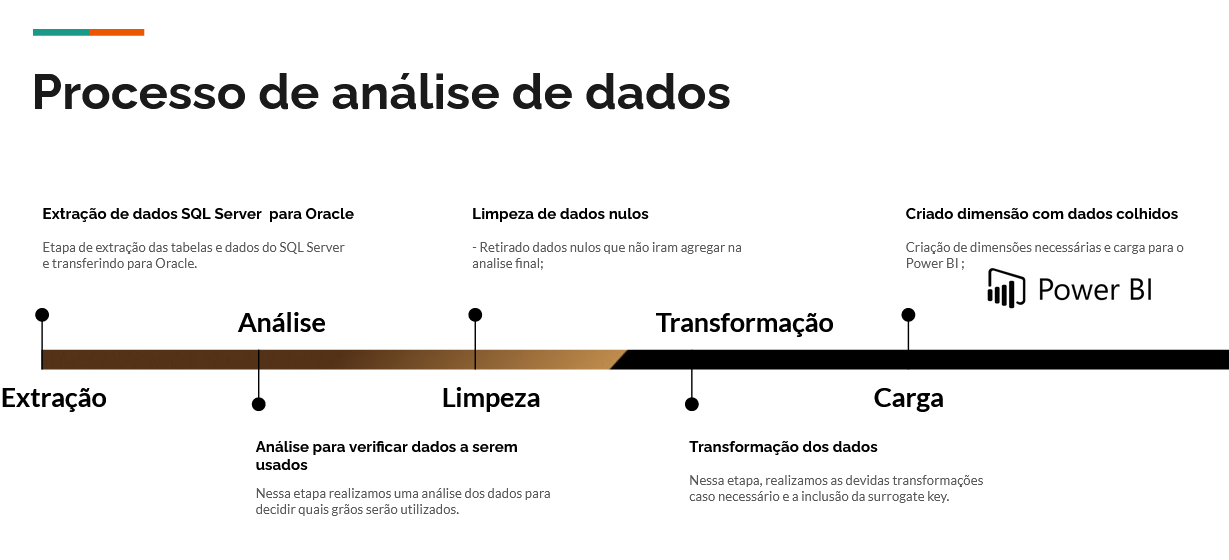 Processo de análise de dados
Extração de dados SQL Server  para Oracle
Etapa de extração das tabelas e dados do SQL Server
e transferindo para Oracle.
Limpeza de dados nulos
- Retirado dados nulos que não iram agregar na
analise final;
Criado dimensão com dados colhidos
Criação de dimensões necessárias e carga para o
Power BI ;
Power BI
Análise
Transformação
Extração
Limpeza
Carga
Análise para verificar dados a serem
usados
Nessa etapa realizamos uma análise dos dados para
decidir quais grãos serão utilizados.
Transformação dos dados
Nessa etapa, realizamos as devidas transformações
caso necessário e a inclusão da surrogate key.